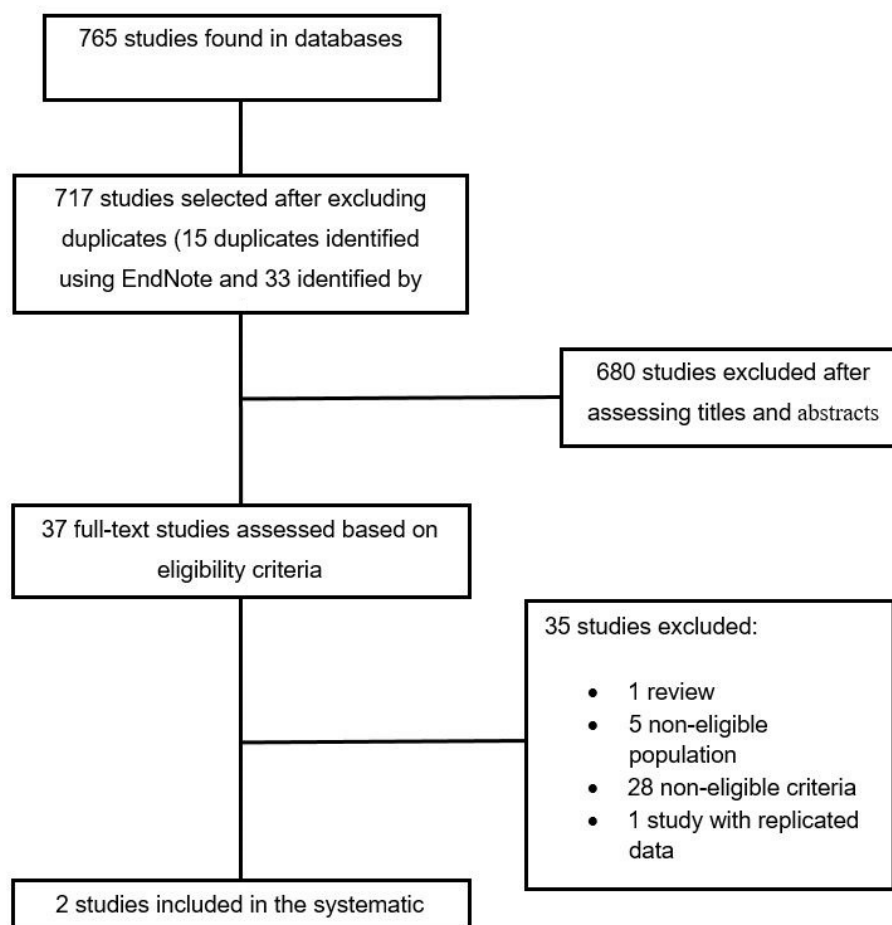 765 studies found in databases
717 studies selected after excluding
duplicates (15 duplicates identified
using EndNote and 33 identified by
680 studies excluded after
assessing titles and abstracts
37 full-text studies assessed based on
eligibility criteria
35 studies excluded:
• 1 review
• 5 non-eligible
population
• 28 non-eligible criteria
• 1 study with replicated
data
2 studies included in the systematic